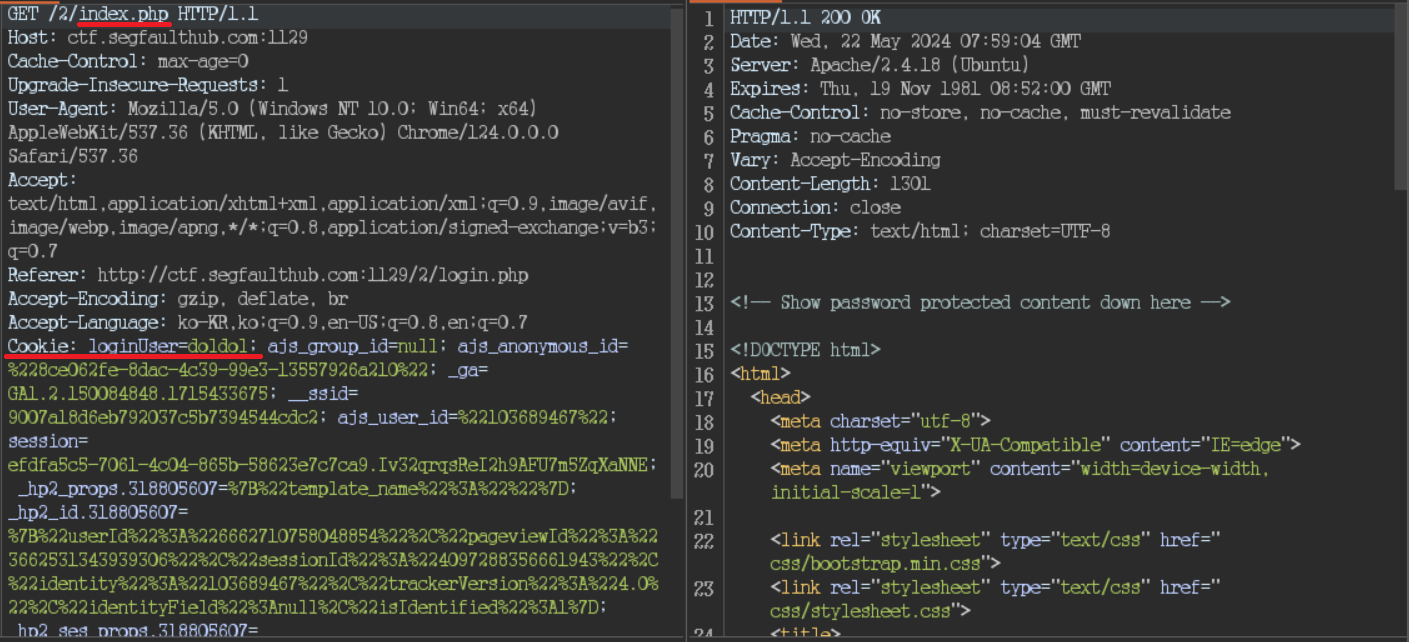 GET /2/index.php HTTP/1.1
Host: ctf.segfaulthub.com:1129
Cache-Control: max-age=0
Upgrade-Insecure-Requests: 1
User-Agent: Mozilla/5.0 (Windows NT 10.0; Win64; x64)
AppleWebKit/537.36 (KHTML, like Gecko) Chrome/124.0.0.0
Safari/537.36
Accept:
text/html,application/xhtml+xml,application/xml;q=0.9,image/avif,
image/webp,image/apng,*/*;q=0.8,application/signed-exchange;v=b3;
q=0.7
Referer: http://ctf.segfaulthub.com:1129/2/login.php
Accept-Encoding: gzip, deflate, br
Accept-Language: ko-KR,ko;q=0.9,en-US;q=0.8,en;q=0.7
Cookie: loginUser=doldol; ajs_group_id=null; ajs_anonymous_id=
%228ce062fe-8dac-4c39-99e3-13557926a210%22; _ga=
GA1.2.150084848.1715433675; __ssid=
9007a18d6eb792037c5b7394544cdc2; ajs_user_id=%22103689467%22;
session=
efdfa5c5-7061-4c04-865b-58623e7c7ca9.Iv32qrqsReI2h9AFU7m5ZqXaNNE;
_hp2_props.318805607=%7B%22template_name%22%3A%22%22%7D;
_hp2_id.318805607=
%7B%22userId%22%3A%226662710758048854%22%2C%22pageviewId%22%3A%22
3662531343939306%22%2C%22sessionId%22%3A%224097288356661943%22%2C
%22identity%22%3A%22103689467%22%2C%22trackerVersion%22%3A%224.0%
22%2C%22identityField%22%3Anull%2C%22isIdentified%22%3A1%7D;
_hp2_ses_props.318805607=
1 HTTP/1.1 200 OK
2 Date: Wed, 22 May 2024 07:59:04 GMT
3 Server: Apache/2.4.18 (Ubuntu)
4 Expires: Thu, 19 Nov 1981 08:52:00 GMT
5 Cache-Control: no-store, no-cache, must-revalidate
6 Pragma: no-cache
7 Vary: Accept-Encoding
8 Content-Length: 1301
9 Connection: close
10 Content-Type: text/html; charset=UTF-8
11
12
13 <!-- Show password protected content down here -->
14
15 <!DOCTYPE html>
16 <html>
17 <head>
18 <meta charset="utf-8">
19 <meta http-equiv="X-UA-Compatible" content="IE=edge">
20 <meta name="viewport" content="width=device-width,
initial-scale=1">
21
22 <link rel="stylesheet" type="text/css" href="
css/bootstrap.min.css">
23 <link rel="stylesheet" type="text/css" href="
css/stylesheet.css">
24 <title>